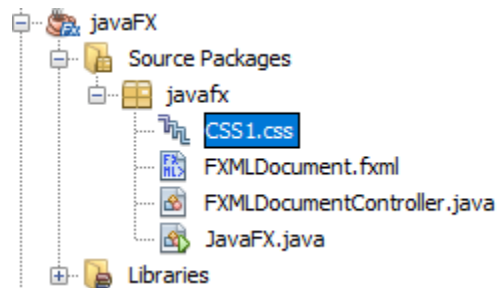 javaFX
Source Packages
javafx
CSS1.css
FXMLDocument.fxml
FXMLDocumentController.java
JavaFX.java
Libraries